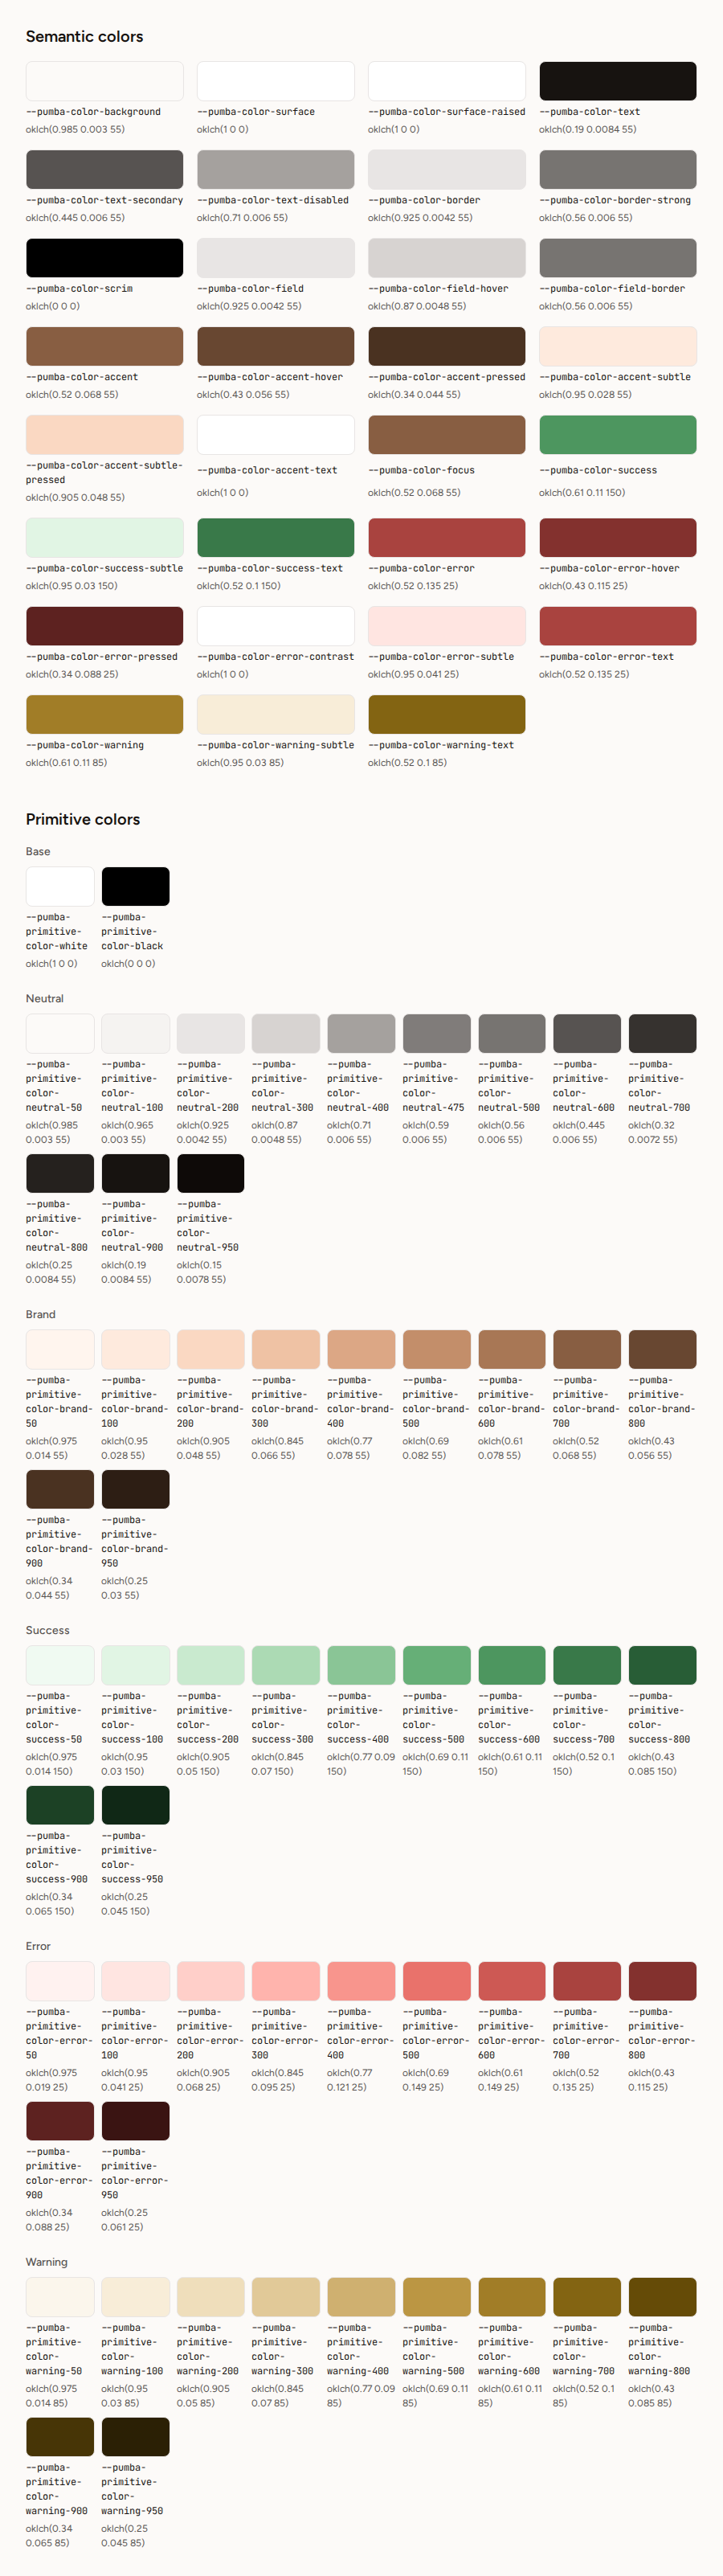 Semantic colors
--pumba-color-background
oklch(0.985 0.003 55)
--pumba-color-surface
oklch(1 0 0)
--pumba-color-surface-raised
oklch(1 0 0)
--pumba-color-text
oklch(0.19 0.0084 55)
--pumba-color-text-secondary
oklch(0.445 0.006 55)
--pumba-color-text-disabled
oklch(0.71 0.006 55)
--pumba-color-border
oklch(0.925 0.0042 55)
--pumba-color-border-strong
oklch(0.56 0.006 55)
--pumba-color-scrim
oklch(0 0 0)
--pumba-color-field
oklch(0.925 0.0042 55)
--pumba-color-field-hover
oklch(0.87 0.0048 55)
--pumba-color-field-border
oklch(0.56 0.006 55)
--pumba-color-accent
oklch(0.52 0.068 55)
--pumba-color-accent-hover
oklch(0.43 0.056 55)
--pumba-color-accent-pressed
oklch(0.34 0.044 55)
--pumba-color-accent-subtle
oklch(0.95 0.028 55)
--pumba-color-accent-subtle-
pressed
oklch(0.905 0.048 55)
--pumba-color-accent-text
oklch(1 0 0)
--pumba-color-focus
oklch(0.52 0.068 55)
--pumba-color-success
oklch(0.61 0.11 150)
--pumba-color-success-subtle
oklch(0.95 0.03 150)
--pumba-color-success-text
oklch(0.52 0.1 150)
--pumba-color-error
oklch(0.52 0.135 25)
--pumba-color-error-hover
oklch(0.43 0.115 25)
--pumba-color-error-pressed
oklch(0.34 0.088 25)
--pumba-color-error-contrast
oklch(1 0 0)
--pumba-color-error-subtle
oklch(0.95 0.041 25)
--pumba-color-error-text
oklch(0.52 0.135 25)
--pumba-color-warning
oklch(0.61 0.11 85)
--pumba-color-warning-subtle
oklch(0.95 0.03 85)
--pumba-color-warning-text
oklch(0.52 0.1 85)
Primitive colors
Base
--pumba-
primitive-
color-white
oklch(1 0 0)
--pumba-
primitive-
color-black
oklch(0 0 0)
Neutral
--pumba-
primitive-
color-
neutral-50
oklch(0.985
0.003 55)
--pumba-
primitive-
color-
neutral-100
oklch(0.965
0.003 55)
--pumba-
primitive-
color-
neutral-200
oklch(0.925
0.0042 55)
--pumba-
primitive-
color-
neutral-300
oklch(0.87
0.0048 55)
--pumba-
primitive-
color-
neutral-400
oklch(0.71
0.006 55)
--pumba-
primitive-
color-
neutral-475
oklch(0.59
0.006 55)
--pumba-
primitive-
color-
neutral-500
oklch(0.56
0.006 55)
--pumba-
primitive-
color-
neutral-600
oklch(0.445
0.006 55)
--pumba-
primitive-
color-
neutral-700
oklch(0.32
0.0072 55)
--pumba-
primitive-
color-
neutral-800
oklch(0.25
0.0084 55)
--pumba-
primitive-
color-
neutral-900
oklch(0.19
0.0084 55)
--pumba-
primitive-
color-
neutral-950
oklch(0.15
0.0078 55)
Brand
--pumba-
primitive-
color-brand-
50
oklch(0.975
0.014 55)
--pumba-
primitive-
color-brand-
100
oklch(0.95
0.028 55)
--pumba-
primitive-
color-brand-
200
oklch(0.905
0.048 55)
--pumba-
primitive-
color-brand-
300
oklch(0.845
0.066 55)
--pumba-
primitive-
color-brand-
400
oklch(0.77
0.078 55)
--pumba-
primitive-
color-brand-
500
oklch(0.69
0.082 55)
--pumba-
primitive-
color-brand-
600
oklch(0.61
0.078 55)
--pumba-
primitive-
color-brand-
700
oklch(0.52
0.068 55)
--pumba-
primitive-
color-brand-
800
oklch(0.43
0.056 55)
--pumba-
primitive-
color-brand-
900
oklch(0.34
0.044 55)
--pumba-
primitive-
color-brand-
950
oklch(0.25
0.03 55)
Success
--pumba-
primitive-
color-
success-50
oklch(0.975
0.014 150)
--pumba-
primitive-
color-
success-100
oklch(0.95
0.03 150)
--pumba-
primitive-
color-
success-200
oklch(0.905
0.05 150)
--pumba-
primitive-
color-
success-300
oklch(0.845
0.07 150)
--pumba-
primitive-
color-
success-400
oklch(0.77 0.09
150)
--pumba-
primitive-
color-
success-500
oklch(0.69 0.11
150)
--pumba-
primitive-
color-
success-600
oklch(0.61 0.11
150)
--pumba-
primitive-
color-
success-700
oklch(0.52 0.1
150)
--pumba-
primitive-
color-
success-800
oklch(0.43
0.085 150)
--pumba-
primitive-
color-
success-900
oklch(0.34
0.065 150)
--pumba-
primitive-
color-
success-950
oklch(0.25
0.045 150)
Error
--pumba-
primitive-
color-error-
50
oklch(0.975
0.019 25)
--pumba-
primitive-
color-error-
100
oklch(0.95
0.041 25)
--pumba-
primitive-
color-error-
200
oklch(0.905
0.068 25)
--pumba-
primitive-
color-error-
300
oklch(0.845
0.095 25)
--pumba-
primitive-
color-error-
400
oklch(0.77
0.121 25)
--pumba-
primitive-
color-error-
500
oklch(0.69
0.149 25)
--pumba-
primitive-
color-error-
600
oklch(0.61
0.149 25)
--pumba-
primitive-
color-error-
700
oklch(0.52
0.135 25)
--pumba-
primitive-
color-error-
800
oklch(0.43
0.115 25)
--pumba-
primitive-
color-error-
900
oklch(0.34
0.088 25)
--pumba-
primitive-
color-error-
950
oklch(0.25
0.061 25)
Warning
--pumba-
primitive-
color-
warning-50
oklch(0.975
0.014 85)
--pumba-
primitive-
color-
warning-100
oklch(0.95
0.03 85)
--pumba-
primitive-
color-
warning-200
oklch(0.905
0.05 85)
--pumba-
primitive-
color-
warning-300
oklch(0.845
0.07 85)
--pumba-
primitive-
color-
warning-400
oklch(0.77 0.09
85)
--pumba-
primitive-
color-
warning-500
oklch(0.69 0.11
85)
--pumba-
primitive-
color-
warning-600
oklch(0.61 0.11
85)
--pumba-
primitive-
color-
warning-700
oklch(0.52 0.1
85)
--pumba-
primitive-
color-
warning-800
oklch(0.43
0.085 85)
--pumba-
primitive-
color-
warning-900
oklch(0.34
0.065 85)
--pumba-
primitive-
color-
warning-950
oklch(0.25
0.045 85)